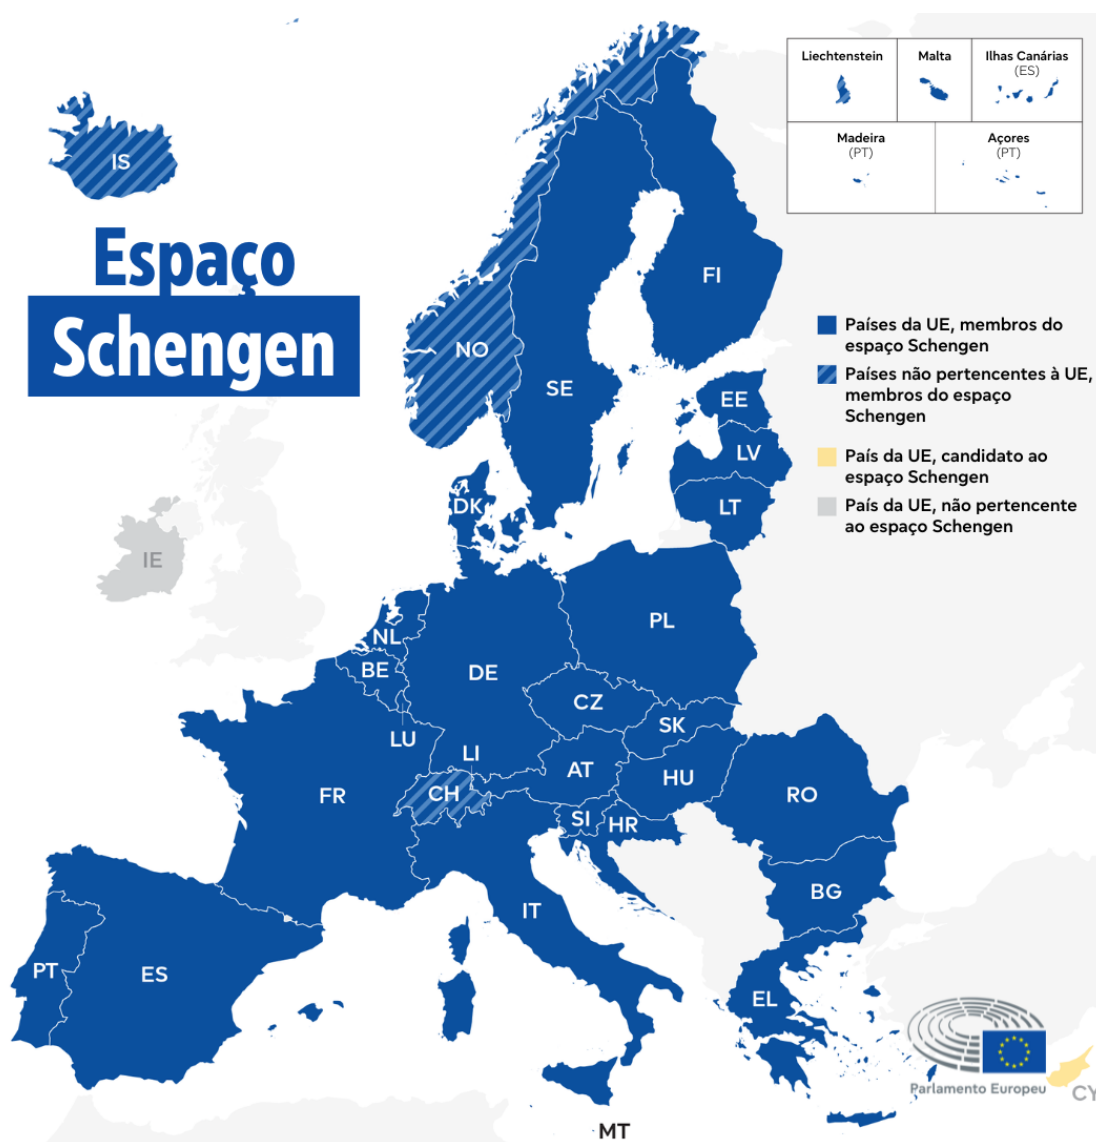 Espaço
Schengen
Liechtenstein
Malta
Ilhas Canárias
(ES)
Madeira
(PT)
Açores
(PT)
Países da UE, membros do
espaço Schengen
Países não pertencentes à UE,
membros do espaço
Schengen
País da UE, candidato ao
espaço Schengen
País da UE, não pertencente
ao espaço Schengen
IS
NO
SE
FI
EE
LV
LT
DK
IE
NL
BE
DE
PL
LU
CZ
SK
LI
CH
AT
HU
FR
SI
HR
RO
BG
IT
PT
ES
EL
MT
CY
Parlamento Europeu